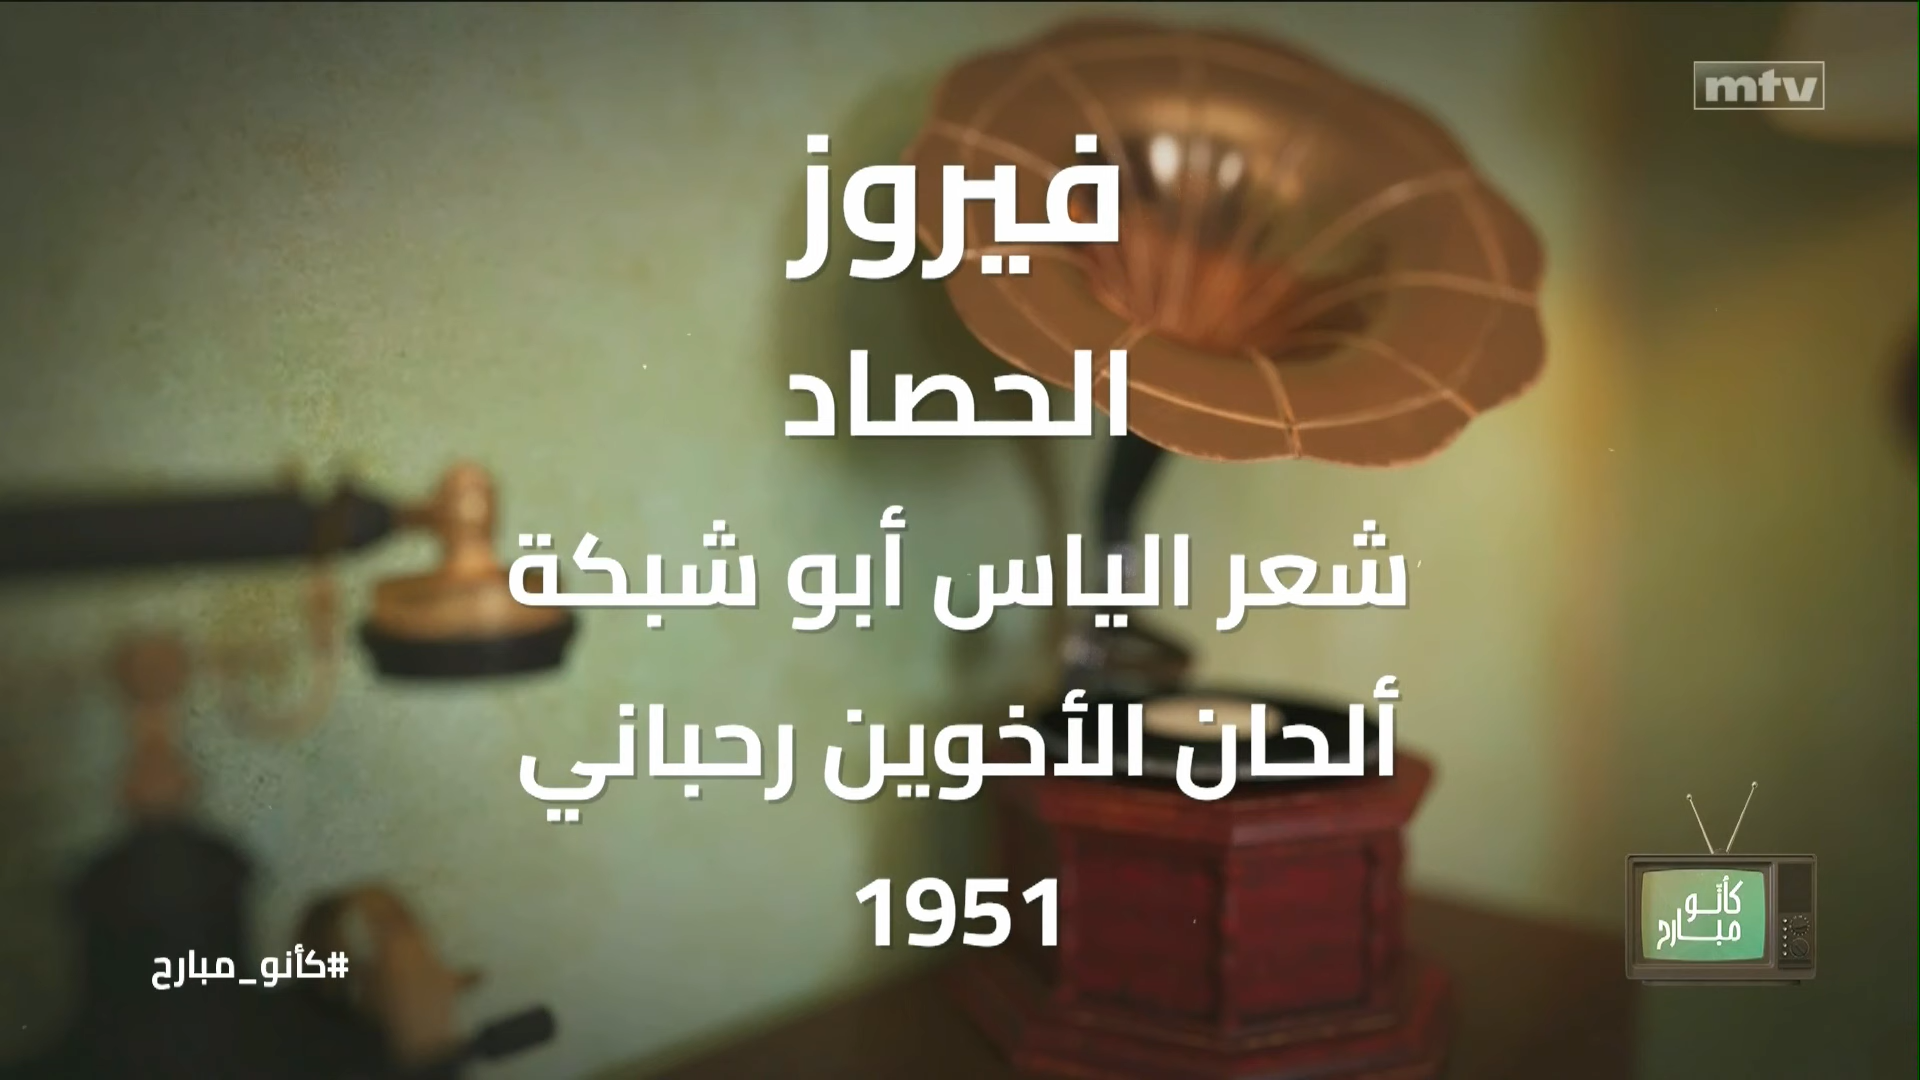 mtv
فيروز
الحصاد
شعر الياس أبو شبكة
ألحان الأخوين رحباني
1951
كأنو
مبارح
#كأنو_مبارح